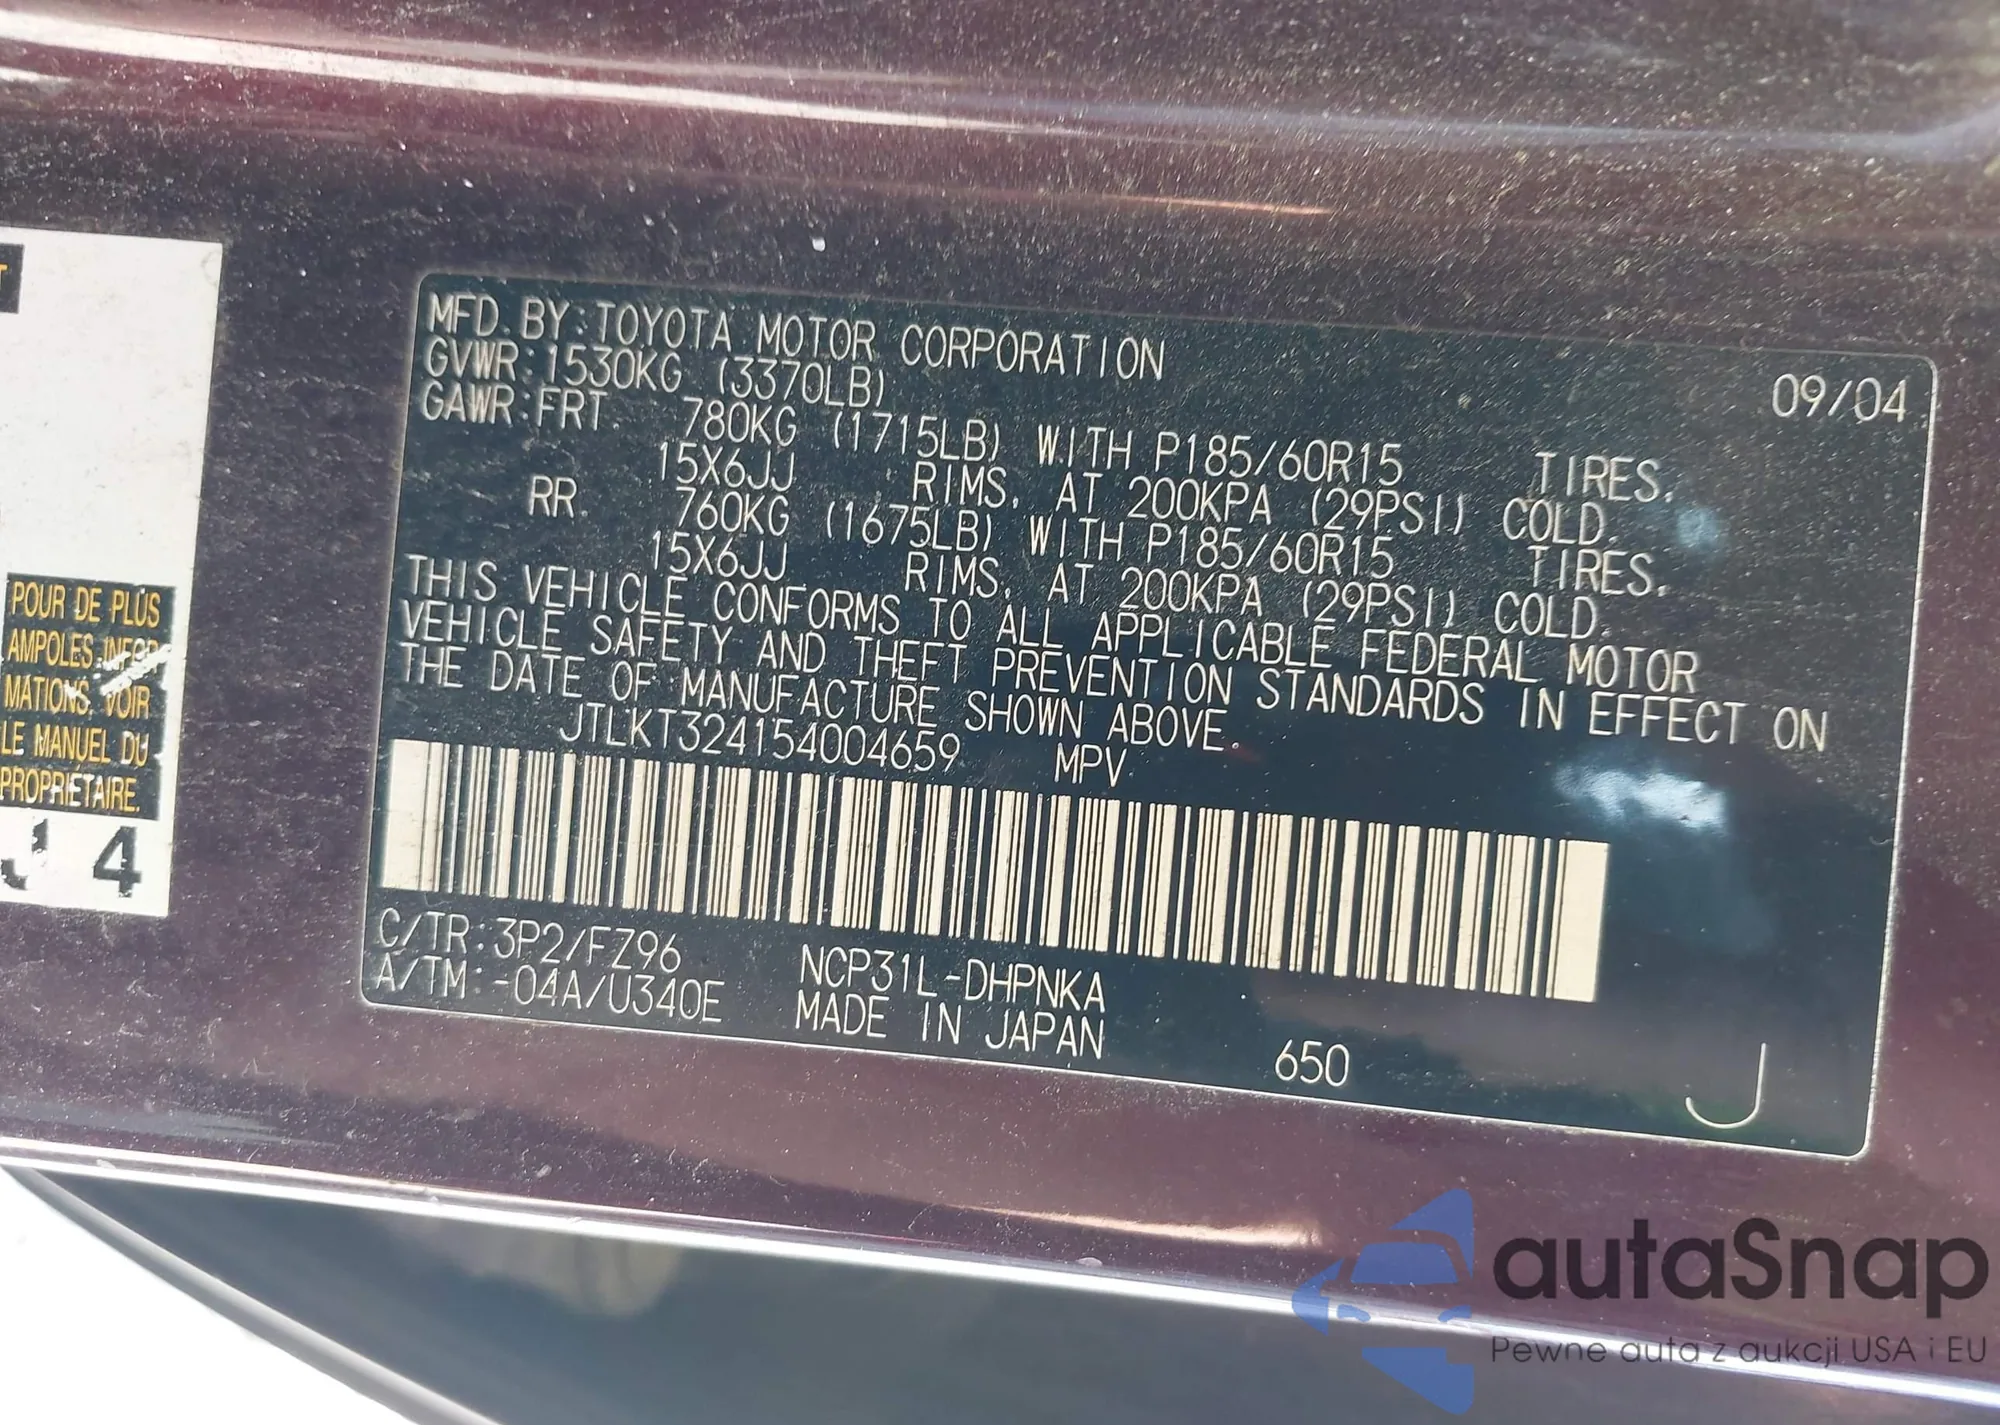 T
POUR DE PLUS
AMPOLES INFOR
MATIONS. VOIR
LE MANUEL DU
PROPRIÉTAIRE.
J 4
MFD. BY:TOYOTA MOTOR CORPORATION 09/04
GVWR:1530KG (3370LB)
GAWR:FRT. 780KG (1715LB) WITH P185/60R15 TIRES,
15X6JJ RIMS, AT 200KPA (29PSI) COLD.
RR. 760KG (1675LB) WITH P185/60R15 TIRES,
15X6JJ RIMS, AT 200KPA (29PSI) COLD.
THIS VEHICLE CONFORMS TO ALL APPLICABLE FEDERAL MOTOR
VEHICLE SAFETY AND THEFT PREVENTION STANDARDS IN EFFECT ON
THE DATE OF MANUFACTURE SHOWN ABOVE.
JTLKT324154004659 MPV
C/TR:3P2/FZ96 NCP31L-DHPNKA
A/TM:-04A/U340E MADE IN JAPAN 650 J
autaSnap
Pewne auta z aukcji USA i EU